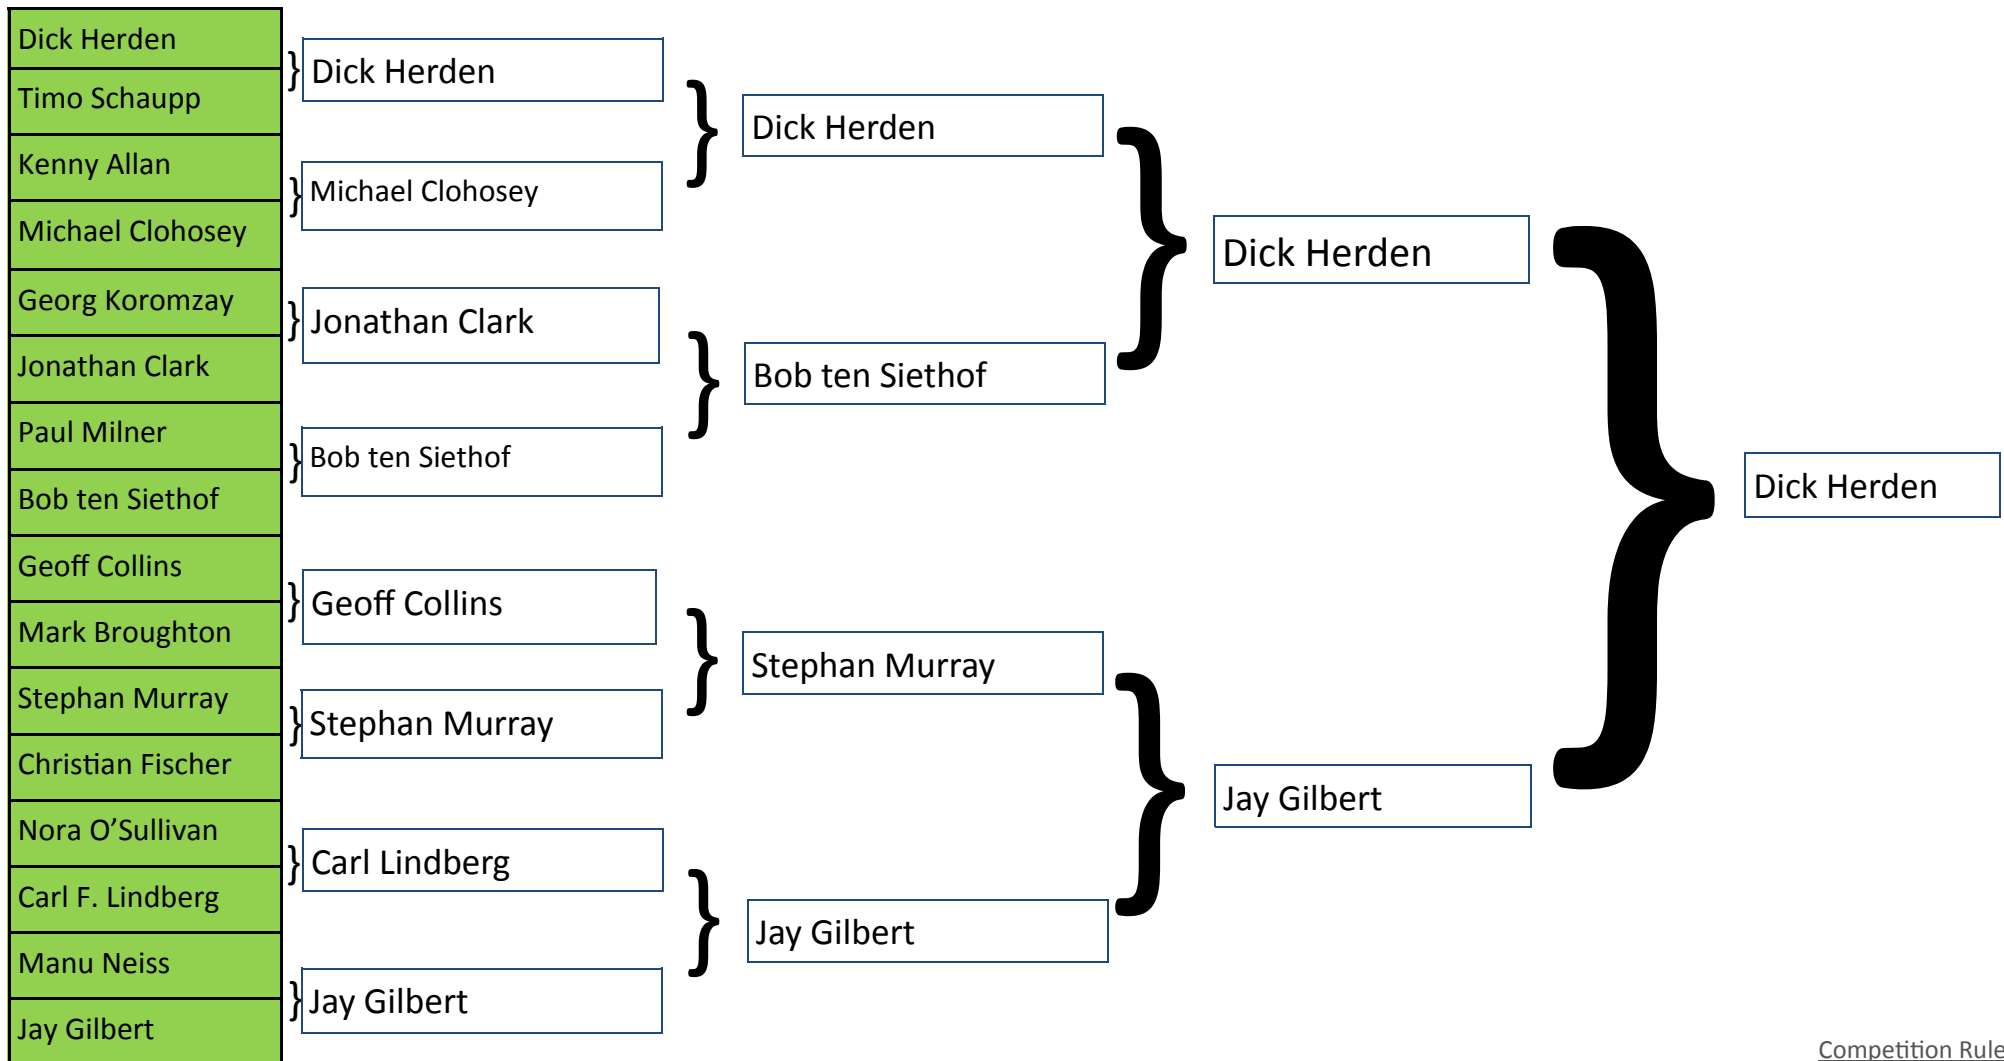 Dick Herden
Timo Schaupp
Kenny Allan
Michael Clohosey
Georg Koromzay
Jonathan Clark
Paul Milner
Bob ten Siethof
Geoff Collins
Mark Broughton
Stephan Murray
Christian Fischer
Nora O’Sullivan
Carl F. Lindberg
Manu Neiss
Jay Gilbert
Dick Herden
Michael Clohosey
Jonathan Clark
Bob ten Siethof
Geoff Collins
Stephan Murray
Carl Lindberg
Jay Gilbert
Dick Herden
Bob ten Siethof
Stephan Murray
Jay Gilbert
Dick Herden
Jay Gilbert
Dick Herden
Competition Rule